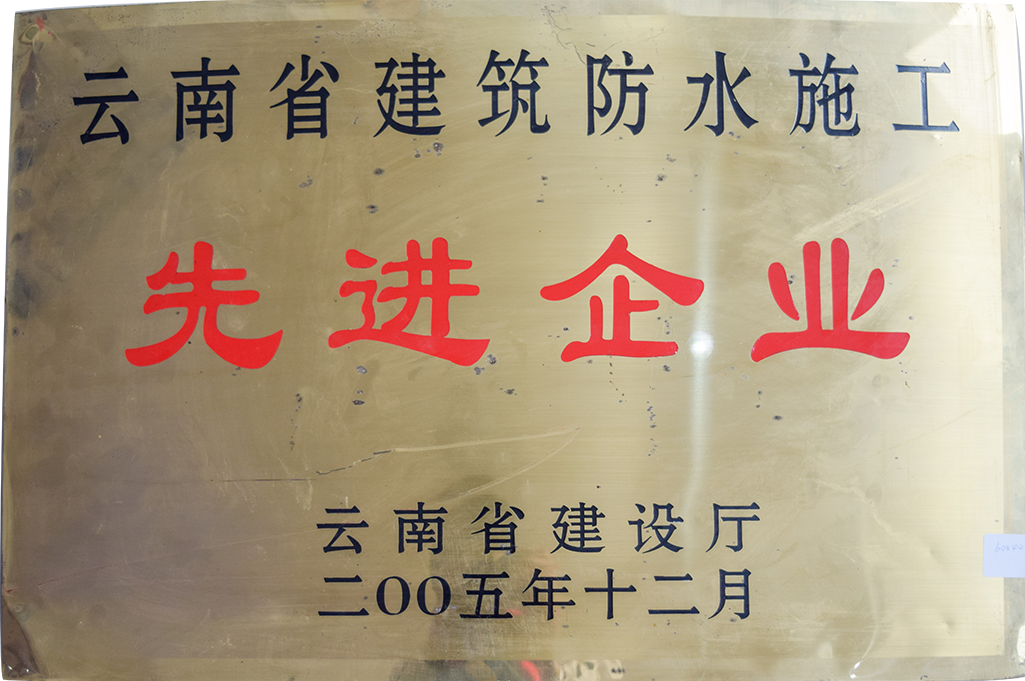 云南省建筑防水施工
先进企业
云南省建设厅
二OO五年十二月